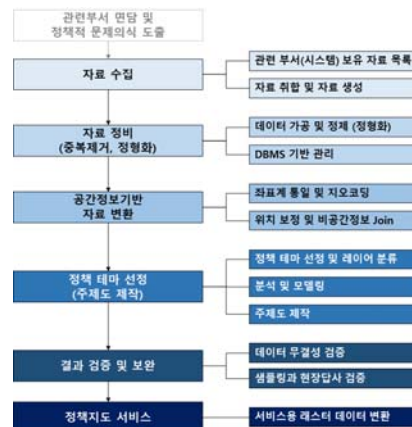 관련부서 면담 및
정책적 문제의식 도출
자료 수집
관련 부서(시스템) 보유 자료 목록
자료 취합 및 자료 생성
자료 정비
(중복제거, 정형화)
데이터 가공 및 정제 (정형화)
DBMS 기반 관리
공간정보기반
자료 변환
좌표계 통일 및 지오코딩
위치 보정 및 비공간정보 Join
정책 테마 선정
(주제도 제작)
정책 테마 선정 및 레이어 분류
분석 및 모델링
주제도 제작
결과 검증 및 보완
데이터 무결성 검증
샘플링과 현장답사 검증
정책지도 서비스
서비스용 래스터 데이터 변환